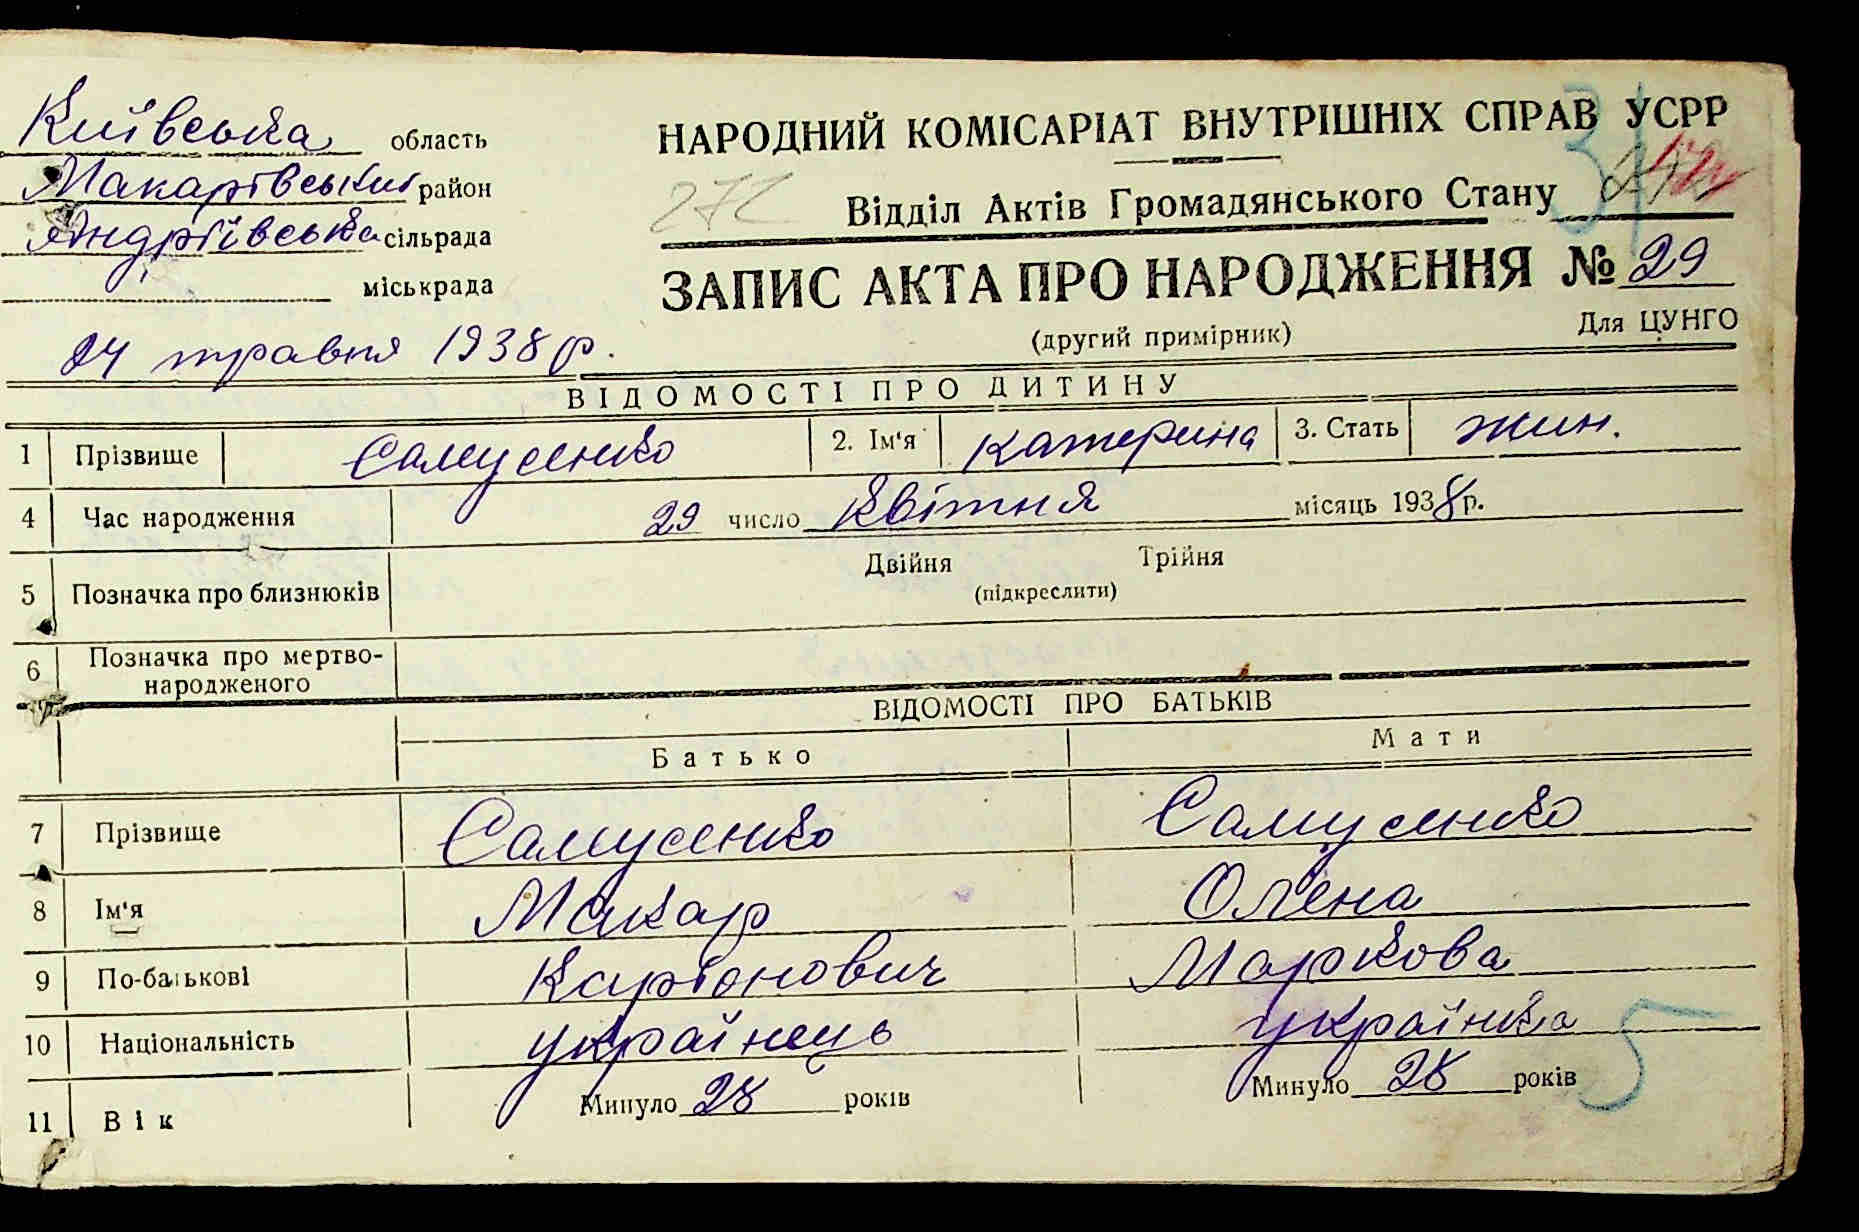 Київська область
Макарівський район
Андріївська сільрада
міськрада
24 травня 1938 р.
НАРОДНИЙ КОМІСАРІАТ ВНУТРІШНІХ СПРАВ УСРР
272 Відділ Актів Громадянського Стану
ЗАПИС АКТА ПРО НАРОДЖЕННЯ № 29
(другий примірник) Для ЦУНГО
ВІДОМОСТІ ПРО ДИТИНУ
1 Прізвище Самусенко 2. Ім'я Катерина 3. Стать жин.
4 Час народження 29 число Квітня місяць 1938 р.
5 Позначка про близнюків Двійня Трійня
(підкреслити)
6 Позначка про мертво-
народженого
ВІДОМОСТІ ПРО БАТЬКІВ
Батько Мати
7 Прізвище Самусенко Самусенко
8 Ім'я Макар Олена
9 По-батькові Карпович Маркова
10 Національність українець українка
11 Вік Минуло 28 років Минуло 28 років
5